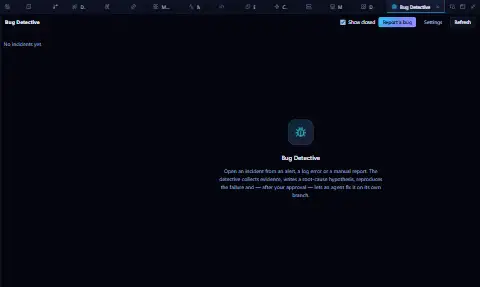 D..
M..
C..
M
D
Bug Detective
Bug Detective
Show closed
Report a bug
Settings
Refresh
No incidents yet
Bug Detective
Open an incident from an alert, a log error or a manual report. The
detective collects evidence, writes a root-cause hypothesis, reproduces
the failure and — after your approval — lets an agent fix it on its own
branch.